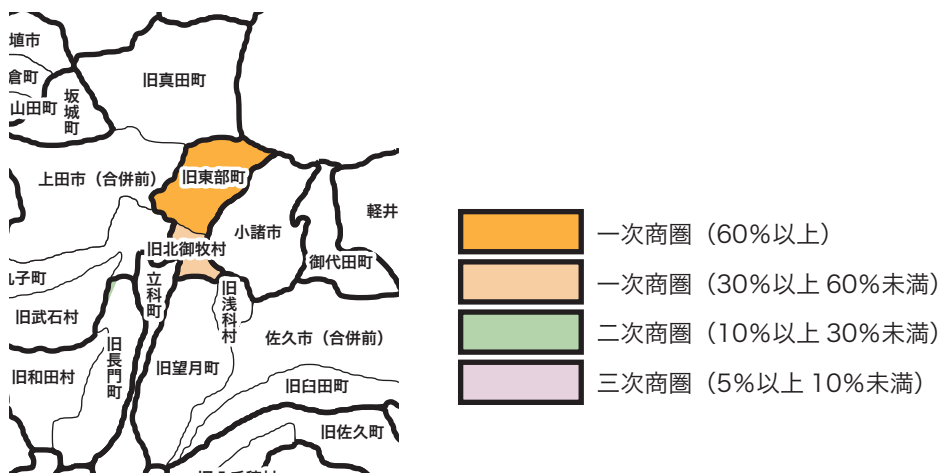 埴市
倉町
山田町
坂城町
旧真田町
上田市（合併前）
旧東部町
小諸市
軽井
旧北御牧村
御代田町
丸子町
立科町
旧浅科村
旧武石村
佐久市（合併前）
旧長門町
旧望月町
旧和田村
旧臼田町
旧佐久町
一次商圏（60％以上）
一次商圏（30％以上 60％未満）
二次商圏（10％以上 30％未満）
三次商圏（5％以上 10％未満）